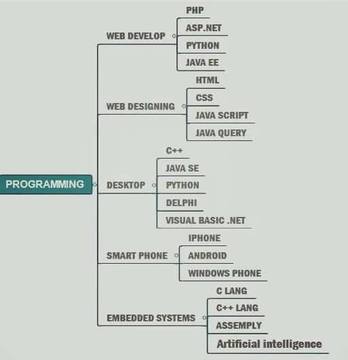 PHP
WEB DEVELOP
ASP.NET
PYTHON
JAVA EE
HTML
WEB DESIGNING
CSS
JAVA SCRIPT
JAVA QUERY
C++
JAVA SE
PROGRAMMING
DESKTOP
PYTHON
DELPHI
VISUAL BASIC .NET
IPHONE
SMART PHONE
ANDROID
WINDOWS PHONE
C LANG
C++ LANG
EMBEDDED SYSTEMS
ASSEMPLY
Artificial intelligence